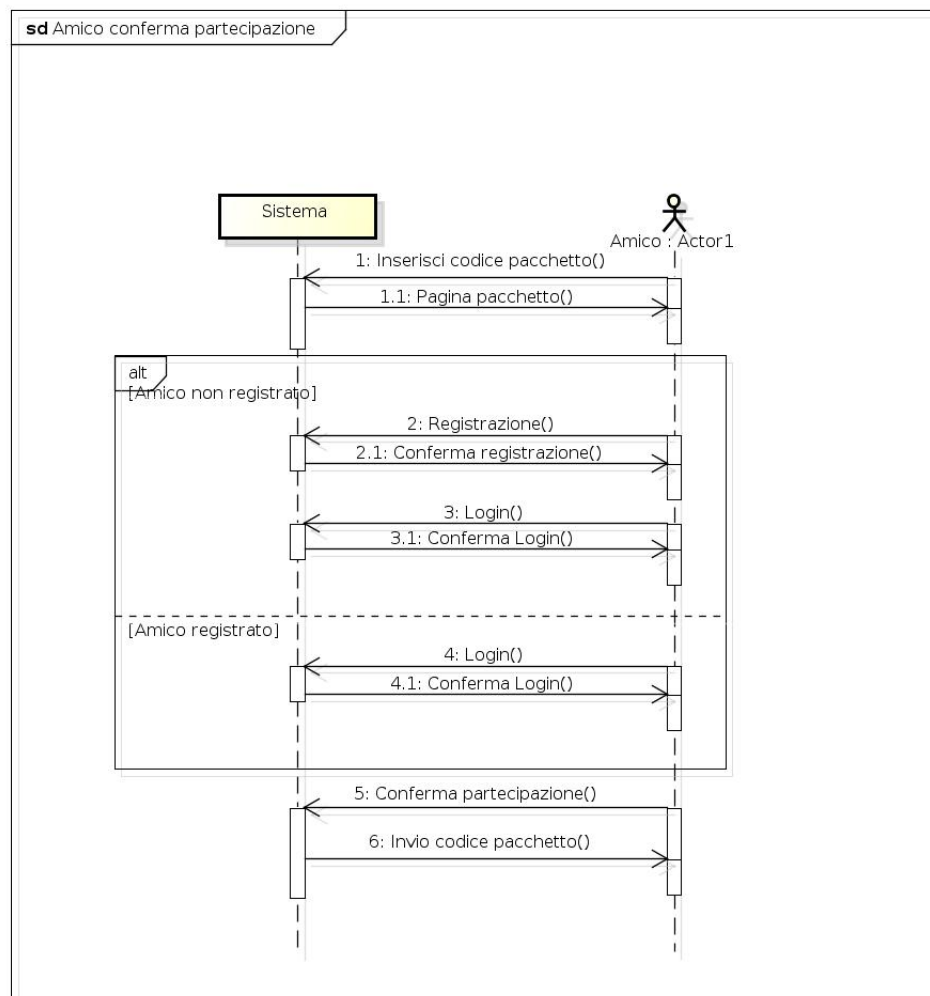 sd Amico conferma partecipazione
Sistema
Amico : Actor1
1: Inserisci codice pacchetto()
1.1: Pagina pacchetto()
alt
[Amico non registrato]
2: Registrazione()
2.1: Conferma registrazione()
3: Login()
3.1: Conferma Login()
[Amico registrato]
4: Login()
4.1: Conferma Login()
5: Conferma partecipazione()
6: Invio codice pacchetto()